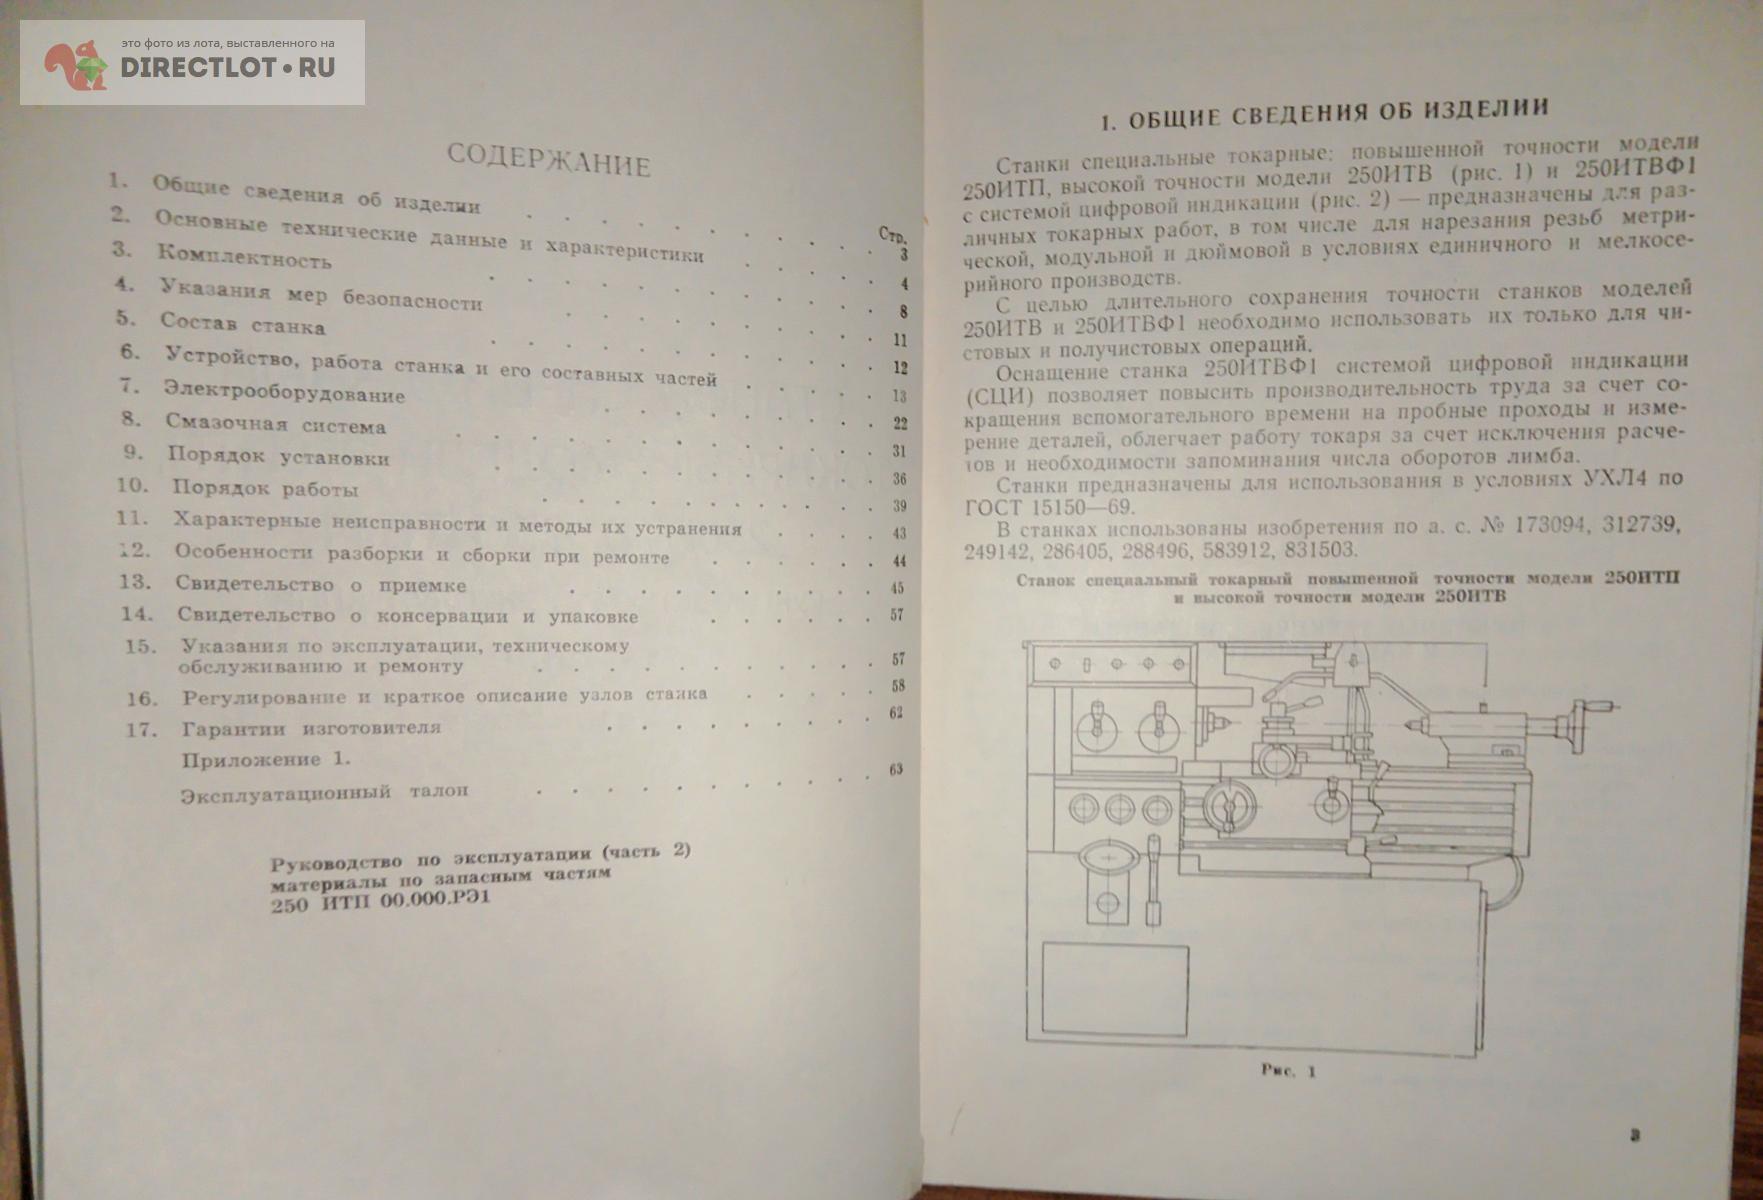 это фото из лота, выставленного на
DIRECTLOT•RU
СОДЕРЖАНИЕ
Стр.
1. Общие сведения об изделии . . . . . . . . . . 3
2. Основные технические данные и характеристики . . . . . 4
3. Комплектность . . . . . . . . . . . 8
4. Указания мер безопасности . . . . . . . . . 11
5. Состав станка . . . . . . . . . . . 12
6. Устройство, работа станка и его составных частей . . . . . 13
7. Электрооборудование . . . . . . . . 22
8. Смазочная система . . . . . . . . . . . . 31
9. Порядок установки . . . . . . . . . . . 36
10. Порядок работы . . . . . . . . . . 39
11. Характерные неисправности и методы их устранения . . . . 43
12. Особенности разборки и сборки при ремонте . . . . . 44
13. Свидетельство о приемке . . . . . . . . . 45
14. Свидетельство о консервации и упаковке . . . . . . 57
15. Указания по эксплуатации, техническому
обслуживанию и ремонту . . . . . . . . . . 57
16. Регулирование и краткое описание узлов станка . . . . . 58
17. Гарантии изготовителя . . . . . . . . . 62
Приложение 1.
Эксплуатационный талон . . . . . . . . . . 63
Руководство по эксплуатации (часть 2)
материалы по запасным частям
250 ИТП 00.000.РЭ1
1. ОБЩИЕ СВЕДЕНИЯ ОБ ИЗДЕЛИИ
Станки специальные токарные: повышенной точности модели
250ИТП, высокой точности модели 250ИТВ (рис. 1) и 250ИТВФ1
с системой цифровой индикации (рис. 2) — предназначены для раз-
личных токарных работ, в том числе для нарезания резьб метри-
ческой, модульной и дюймовой в условиях единичного и мелкосе-
рийного производств.
С целью длительного сохранения точности станков моделей
250ИТВ и 250ИТВФ1 необходимо использовать их только для чи-
стовых и получистовых операций.
Оснащение станка 250ИТВФ1 системой цифровой индикации
(СЦИ) позволяет повысить производительность труда за счет со-
кращения вспомогательного времени на пробные проходы и изме-
рение деталей, облегчает работу токаря за счет исключения расче-
тов и необходимости запоминания числа оборотов лимба.
Станки предназначены для использования в условиях УХЛ4 по
ГОСТ 15150—69.
В станках использованы изобретения по а. с. № 173094, 312739,
249142, 286405, 288496, 583912, 831503.
Станок специальный токарный повышенной точности модели 250ИТП
и высокой точности модели 250ИТВ
Рис. 1
3